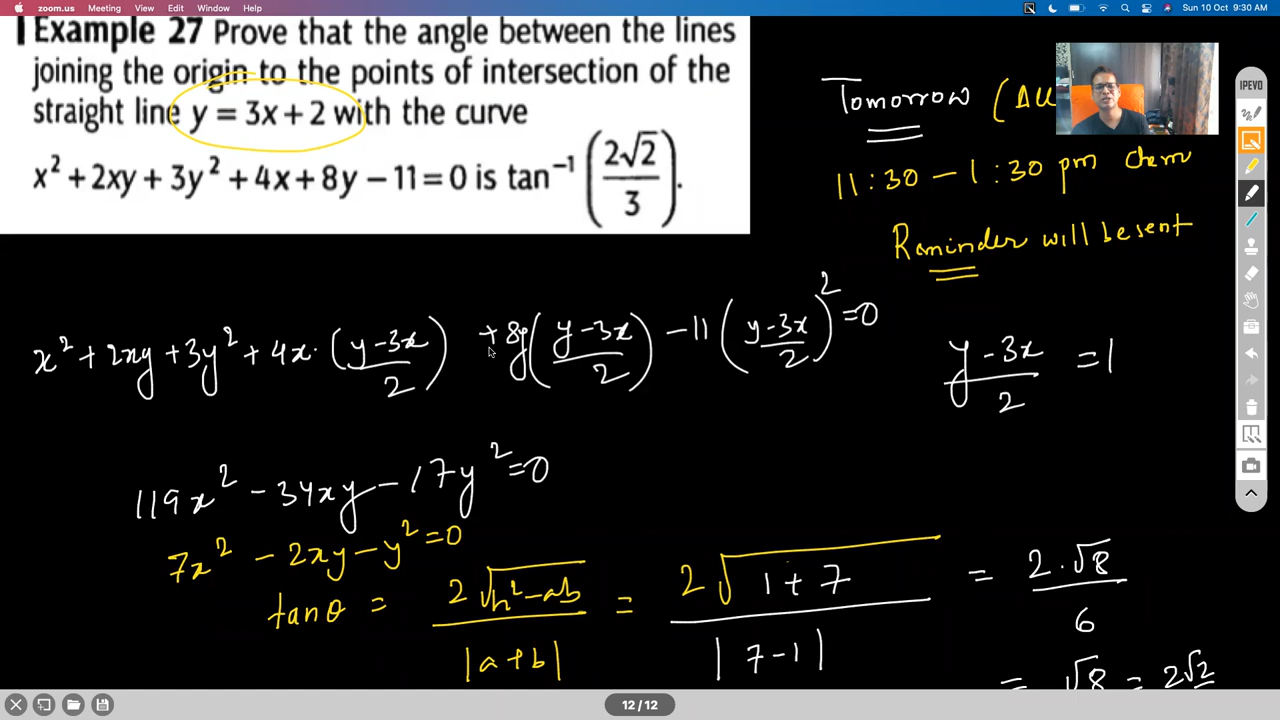 zoom.us Meeting View Edit Window Help
Sun 10 Oct 9:30 AM
Example 27 Prove that the angle between the lines
joining the origin to the points of intersection of the
straight line y = 3x + 2 with the curve
x² + 2xy + 3y² + 4x + 8y − 11 = 0 is tan⁻¹ (2√2/3).
Tomorrow (All
11:30 – 1:30 pm Chem
Reminder will be sent
IPEVO
x² + 2xy + 3y² + 4x·((y-3x)/2) + 8y((y-3x)/2) - 11((y-3x)/2)² = 0
(y-3x)/2 = 1
119x² - 34xy - 17y² = 0
7x² - 2xy - y² = 0
tanθ = 2√(h²-ab)/|a+b| = 2√(1+7)/|7-1| = 2·√8/6
= √8 = 2√2
12 / 12